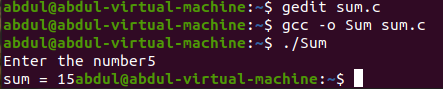 abdul@abdul-virtual-machine:~$ gedit sum.c
abdul@abdul-virtual-machine:~$ gcc -o Sum sum.c
abdul@abdul-virtual-machine:~$ ./Sum
Enter the number5
sum = 15abdul@abdul-virtual-machine:~$